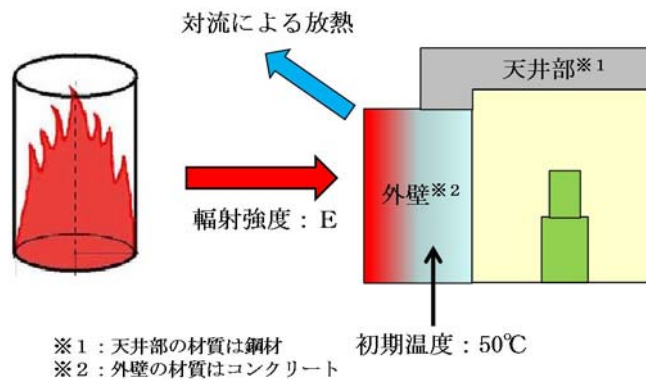 対流による放熱
天井部※1
外壁※2
輻射強度：E
初期温度：50℃
※1：天井部の材質は鋼材
※2：外壁の材質はコンクリート